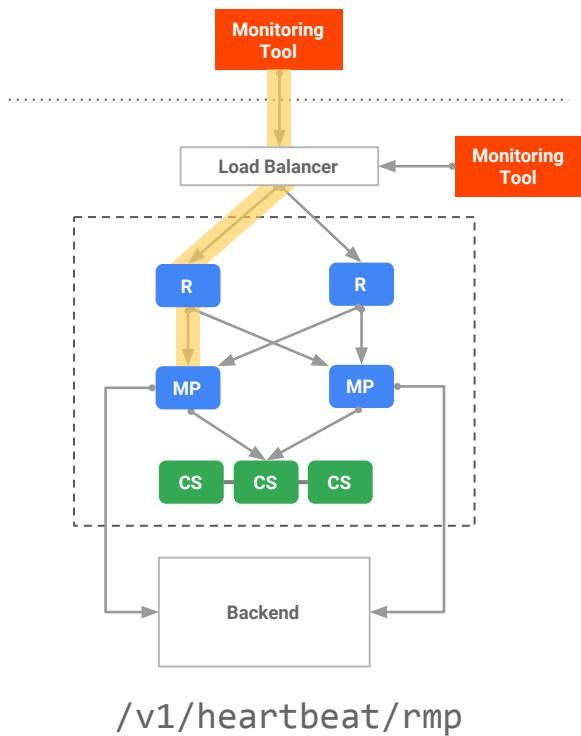 Monitoring
Tool
Load Balancer
Monitoring
Tool
R
R
MP
MP
CS
CS
CS
Backend
/v1/heartbeat/rmp